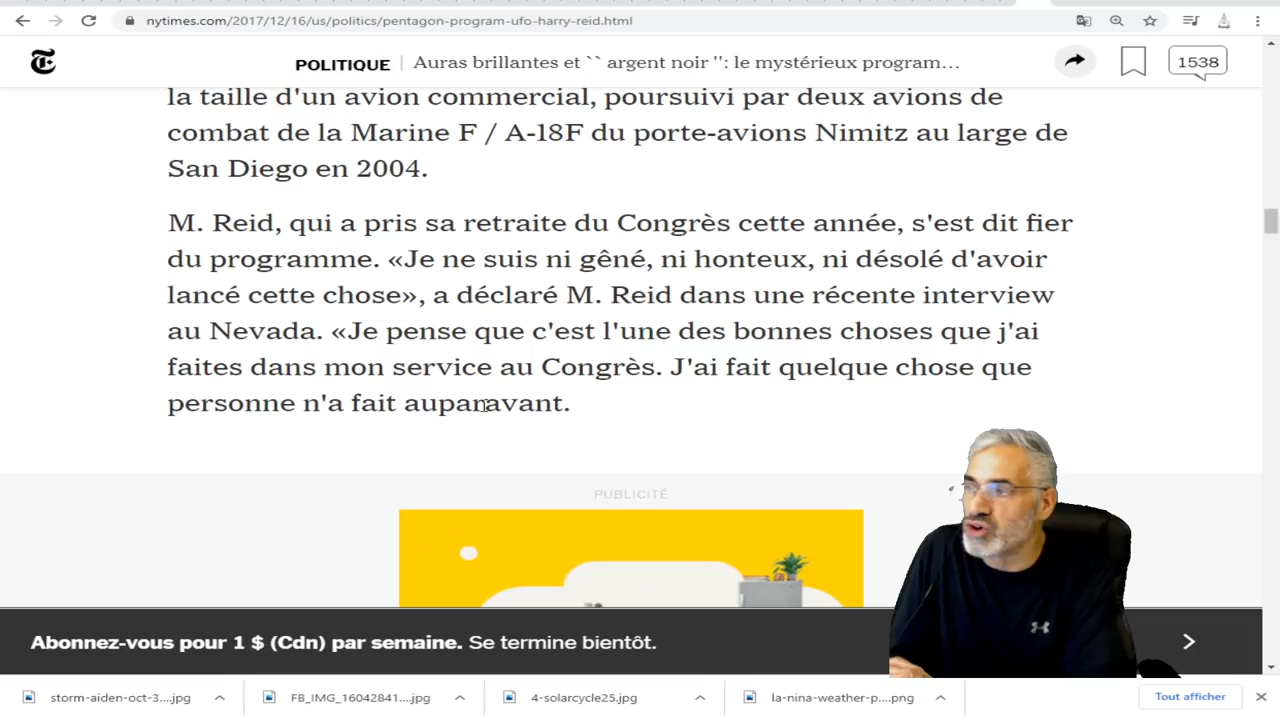 nytimes.com/2017/12/16/us/politics/pentagon-program-ufo-harry-reid.html
POLITIQUE | Auras brillantes et `` argent noir '': le mystérieux program…
1538
la taille d'un avion commercial, poursuivi par deux avions de
combat de la Marine F / A-18F du porte-avions Nimitz au large de
San Diego en 2004.
M. Reid, qui a pris sa retraite du Congrès cette année, s'est dit fier
du programme. «Je ne suis ni gêné, ni honteux, ni désolé d'avoir
lancé cette chose», a déclaré M. Reid dans une récente interview
au Nevada. «Je pense que c'est l'une des bonnes choses que j'ai
faites dans mon service au Congrès. J'ai fait quelque chose que
personne n'a fait auparavant.
PUBLICITÉ
Abonnez-vous pour 1 $ (Cdn) par semaine. Se termine bientôt.
storm-aiden-oct-3....jpg
FB_IMG_16042841....jpg
4-solarcycle25.jpg
la-nina-weather-p....png
Tout afficher